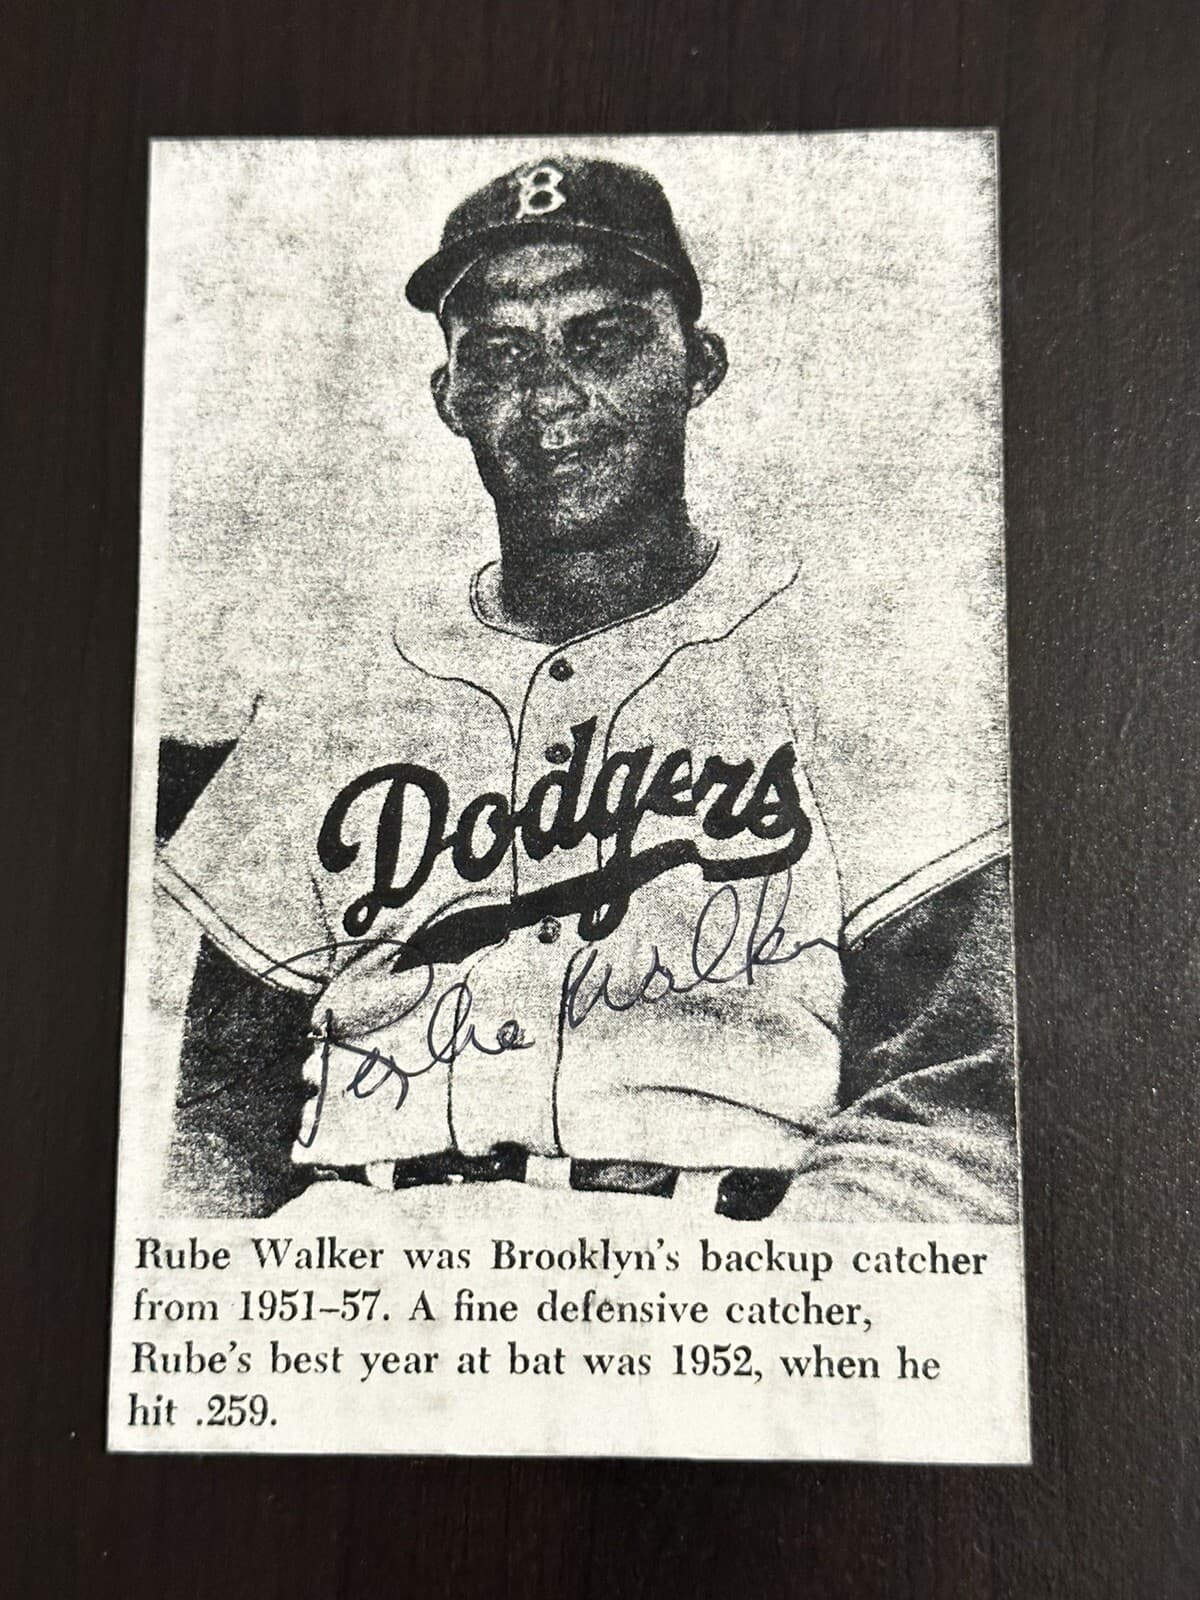 B
Dodgers
Rube Walker
Rube Walker was Brooklyn's backup catcher
from 1951–57. A fine defensive catcher,
Rube's best year at bat was 1952, when he
hit .259.